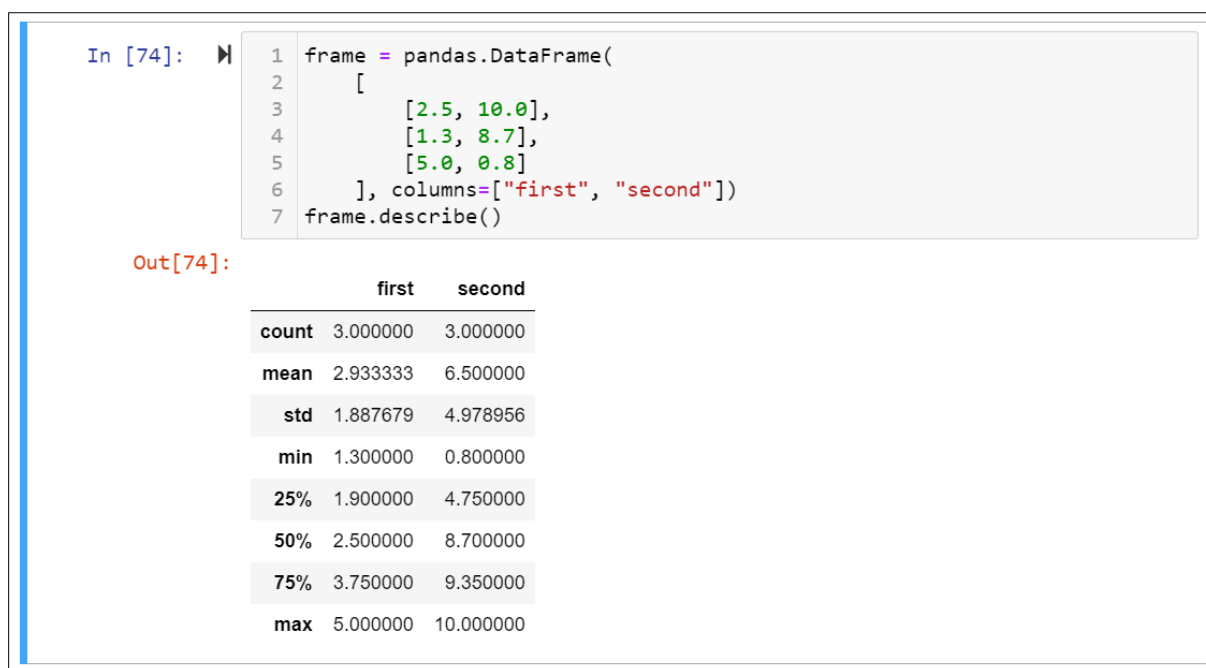 In [74]:
1 frame = pandas.DataFrame(
2     [
3         [2.5, 10.0],
4         [1.3, 8.7],
5         [5.0, 0.8]
6     ], columns=["first", "second"])
7 frame.describe()
Out[74]:
first second
count 3.000000 3.000000
mean 2.933333 6.500000
std 1.887679 4.978956
min 1.300000 0.800000
25% 1.900000 4.750000
50% 2.500000 8.700000
75% 3.750000 9.350000
max 5.000000 10.000000